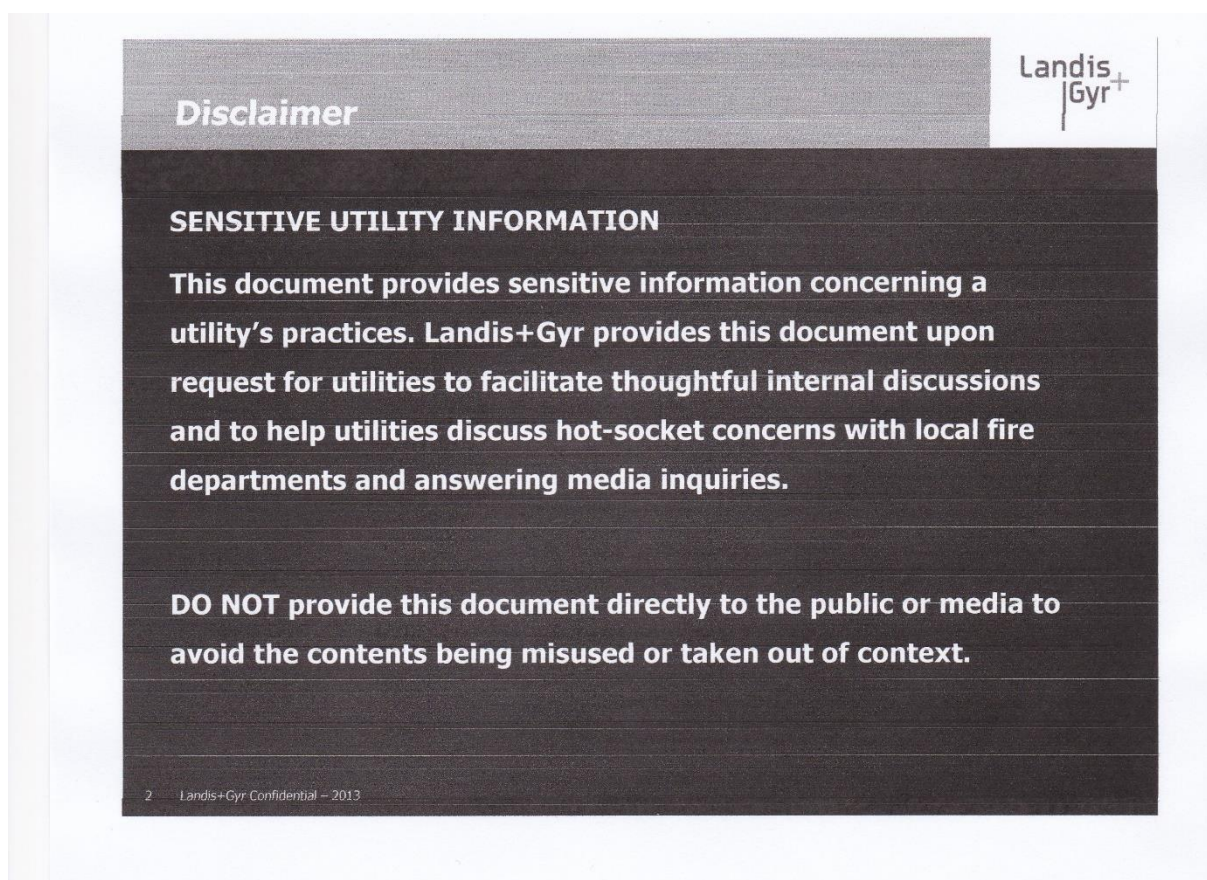 Disclaimer
Landis+
Gyr
SENSITIVE UTILITY INFORMATION
This document provides sensitive information concerning a
utility's practices. Landis+Gyr provides this document upon
request for utilities to facilitate thoughtful internal discussions
and to help utilities discuss hot-socket concerns with local fire
departments and answering media inquiries.
DO NOT provide this document directly to the public or media to
avoid the contents being misused or taken out of context.
2 Landis+Gyr Confidential – 2013